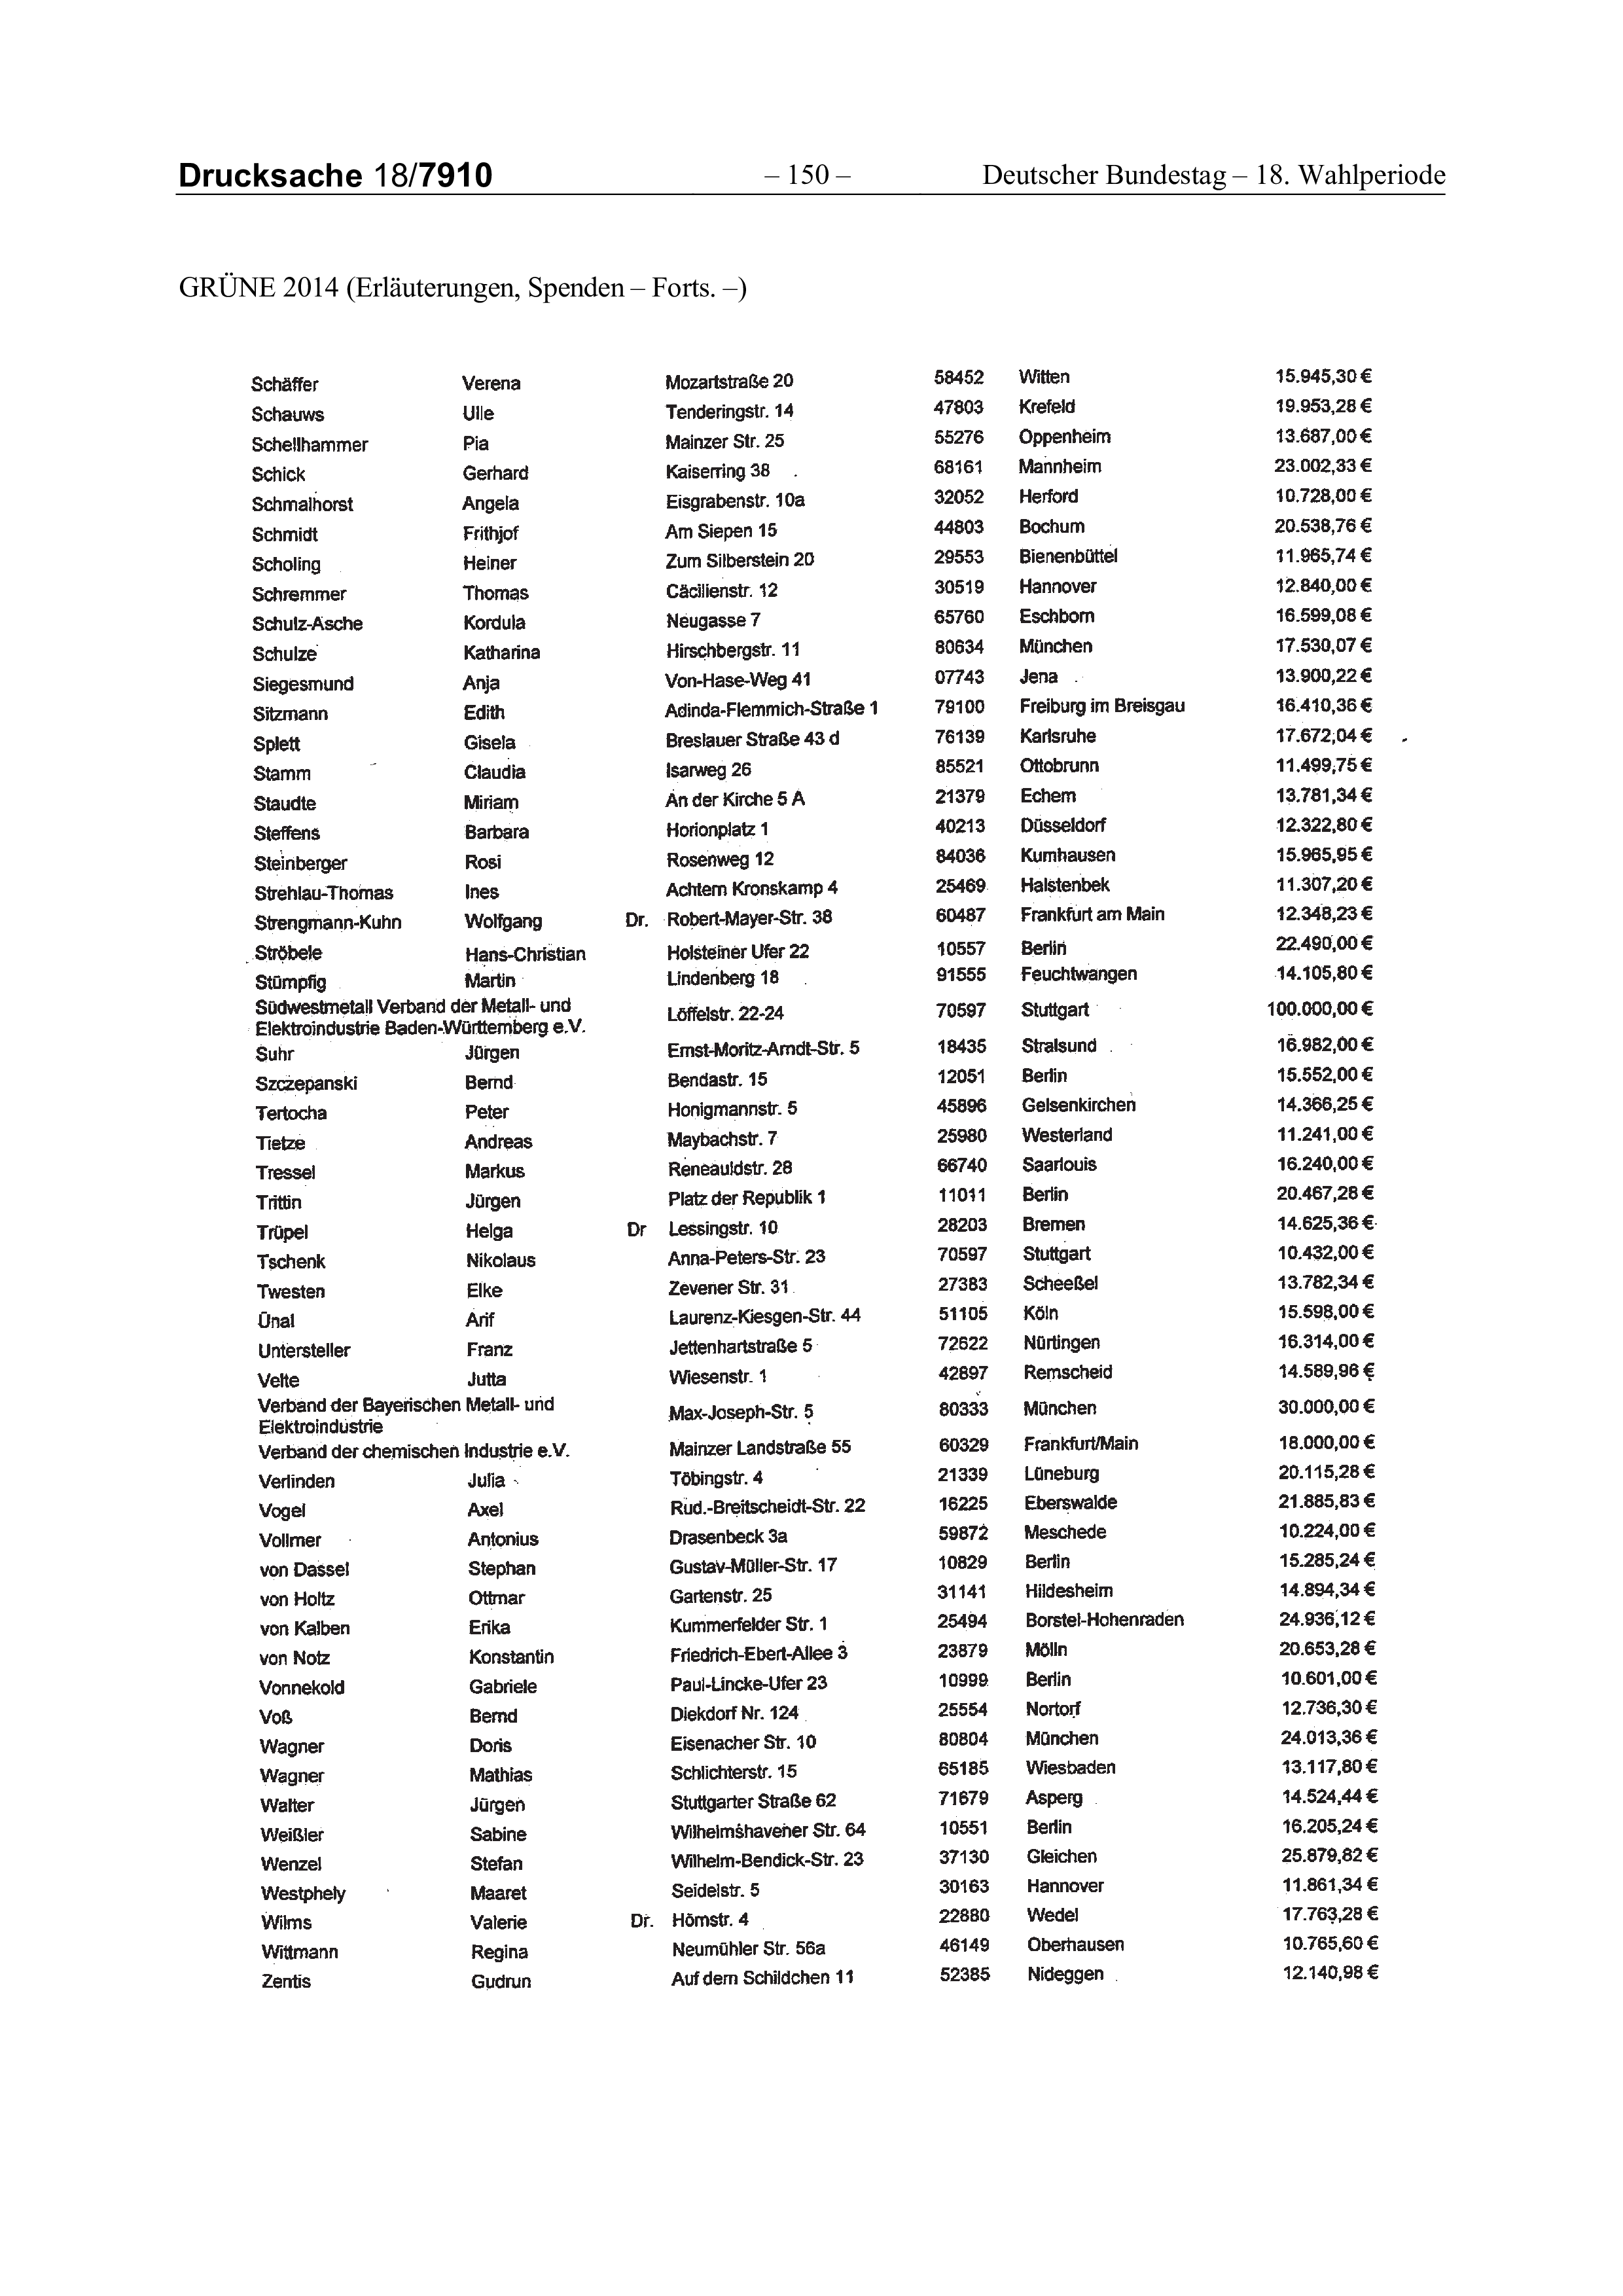 Drucksache 18/7910 – 150 – Deutscher Bundestag – 18. Wahlperiode
GRÜNE 2014 (Erläuterungen, Spenden – Forts. –)
Schäffer Verena Mozartstraße 20 58452 Witten 15.945,30 €
Schauws Ulle Tenderingstr. 14 47803 Krefeld 19.953,28 €
Schellhammer Pia Mainzer Str. 25 55276 Oppenheim 13.687,00 €
Schick Gerhard Kaiserring 38 68161 Mannheim 23.002,33 €
Schmalhorst Angela Eisgrabenstr. 10a 32052 Herford 10.728,00 €
Schmidt Frithjof Am Siepen 15 44803 Bochum 20.538,76 €
Scholing Heiner Zum Silberstein 20 29553 Bienenbüttel 11.965,74 €
Schremmer Thomas Cäcilienstr. 12 30519 Hannover 12.840,00 €
Schulz-Asche Kordula Neugasse 7 65760 Eschborn 16.599,08 €
Schulze Katharina Hirschbergstr. 11 80634 München 17.530,07 €
Siegesmund Anja Von-Hase-Weg 41 07743 Jena 13.900,22 €
Sitzmann Edith Adinda-Flemmich-Straße 1 79100 Freiburg im Breisgau 16.410,36 €
Splett Gisela Breslauer Straße 43 d 76139 Karlsruhe 17.672,04 €
Stamm Claudia Isarweg 26 85521 Ottobrunn 11.499,75 €
Staudte Miriam An der Kirche 5 A 21379 Echem 13.781,34 €
Steffens Barbara Horionplatz 1 40213 Düsseldorf 12.322,80 €
Steinberger Rosi Rosenweg 12 84036 Kumhausen 15.965,95 €
Strehlau-Thomas Ines Achtern Kronskamp 4 25469 Halstenbek 11.307,20 €
Strengmann-Kuhn Wolfgang Dr. Robert-Mayer-Str. 38 60487 Frankfurt am Main 12.348,23 €
Ströbele Hans-Christian Holsteiner Ufer 22 10557 Berlin 22.490,00 €
Stümpfig Martin Lindenberg 18 91555 Feuchtwangen 14.105,80 €
Südwestmetall Verband der Metall- und
Elektroindustrie Baden-Württemberg e.V. Löffelstr. 22-24 70597 Stuttgart 100.000,00 €
Suhr Jürgen Ernst-Moritz-Arndt-Str. 5 18435 Stralsund 16.982,00 €
Szczepanski Bernd Bendastr. 15 12051 Berlin 15.552,00 €
Tertocha Peter Honigmannstr. 5 45896 Gelsenkirchen 14.366,25 €
Tietze Andreas Maybachstr. 7 25980 Westerland 11.241,00 €
Tressel Markus Reneauldstr. 28 66740 Saarlouis 16.240,00 €
Trittin Jürgen Platz der Republik 1 11011 Berlin 20.467,28 €
Trüpel Helga Dr Lessingstr. 10 28203 Bremen 14.625,36 €
Tschenk Nikolaus Anna-Peters-Str. 23 70597 Stuttgart 10.432,00 €
Twesten Elke Zevener Str. 31 27383 Scheeßel 13.782,34 €
Ünal Arif Laurenz-Kiesgen-Str. 44 51105 Köln 15.598,00 €
Untersteller Franz Jettenhartstraße 5 72622 Nürtingen 16.314,00 €
Velte Jutta Wiesenstr. 1 42897 Remscheid 14.589,96 €
Verband der Bayerischen Metall- und
Elektroindustrie Max-Joseph-Str. 5 80333 München 30.000,00 €
Verband der chemischen Industrie e.V. Mainzer Landstraße 55 60329 Frankfurt/Main 18.000,00 €
Verlinden Julia Töbingstr. 4 21339 Lüneburg 20.115,28 €
Vogel Axel Rud.-Breitscheidt-Str. 22 16225 Eberswalde 21.885,83 €
Vollmer Antonius Drasenbeck 3a 59872 Meschede 10.224,00 €
von Dassel Stephan Gustav-Müller-Str. 17 10829 Berlin 15.285,24 €
von Holtz Ottmar Gartenstr. 25 31141 Hildesheim 14.894,34 €
von Kalben Erika Kummerfelder Str. 1 25494 Borstel-Hohenraden 24.936,12 €
von Notz Konstantin Friedrich-Ebert-Allee 3 23879 Mölln 20.653,28 €
Vonnekold Gabriele Paul-Lincke-Ufer 23 10999 Berlin 10.601,00 €
Voß Bernd Diekdorf Nr. 124 25554 Nortorf 12.736,30 €
Wagner Doris Eisenacher Str. 10 80804 München 24.013,36 €
Wagner Mathias Schlichterstr. 15 65185 Wiesbaden 13.117,80 €
Walter Jürgen Stuttgarter Straße 62 71679 Asperg 14.524,44 €
Weißler Sabine Wilhelmshavener Str. 64 10551 Berlin 16.205,24 €
Wenzel Stefan Wilhelm-Bendick-Str. 23 37130 Gleichen 25.879,82 €
Westphely Maaret Seidelstr. 5 30163 Hannover 11.861,34 €
Wilms Valerie Dr. Hörnstr. 4 22880 Wedel 17.763,28 €
Wittmann Regina Neumühler Str. 56a 46149 Oberhausen 10.765,60 €
Zentis Gudrun Auf dem Schildchen 11 52385 Nideggen 12.140,98 €